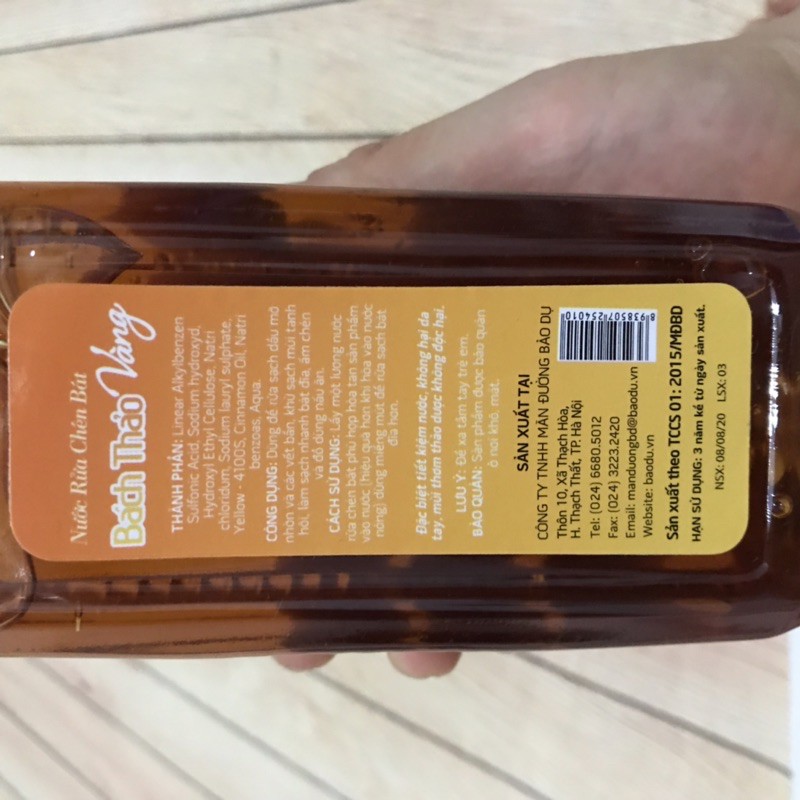 Nước Rửa Chén Bát
Bách Thảo Vàng
THÀNH PHẦN: Linear Alkylbenzen
Sulfonic Acid, Sodium hydroxyd,
Hydroxyl Ethyl Cellulose, Natri
chloridum, Sodium lauryl sulphate,
Yellow - 4100S, Cinnamon Oil, Natri
benzoas, Aqua.
CÔNG DỤNG: Dùng để rửa sạch dầu mỡ
nhờn và các vết bẩn, khử sạch mùi tanh
hôi, làm sạch nhanh bát đĩa, ấm chén
và đồ dùng nấu ăn.
CÁCH SỬ DỤNG: Lấy một lượng nước
rửa chén bát phù hợp hòa tan sản phẩm
vào nước (hiệu quả hơn khi hòa vào nước
nóng) dùng miếng mút để rửa sạch bát
đĩa nơn.
Đặc biệt tiết kiệm nước, không hại da
tay, mùi thơm thảo dược không độc hại.
LƯU Ý: Để xa tầm tay trẻ em.
BẢO QUẢN: Sản phẩm được bảo quản
ở nơi khô, mát.
SẢN XUẤT TẠI
CÔNG TY TNHH MÂN ĐƯỜNG BẢO DỤ
Thôn 10, Xã Thạch Hòa,
H. Thạch Thất, TP. Hà Nội
Tel: (024) 6680.5012
Fax: (024) 3223.2420
Email: manduongbd@baodu.vn
Website: baodu.vn
8 938507 254010
Sản xuất theo TCCS 01: 2015/MĐBD
HẠN SỬ DỤNG: 3 năm kể từ ngày sản xuất.
NSX: 08/08/20 LSX: 03